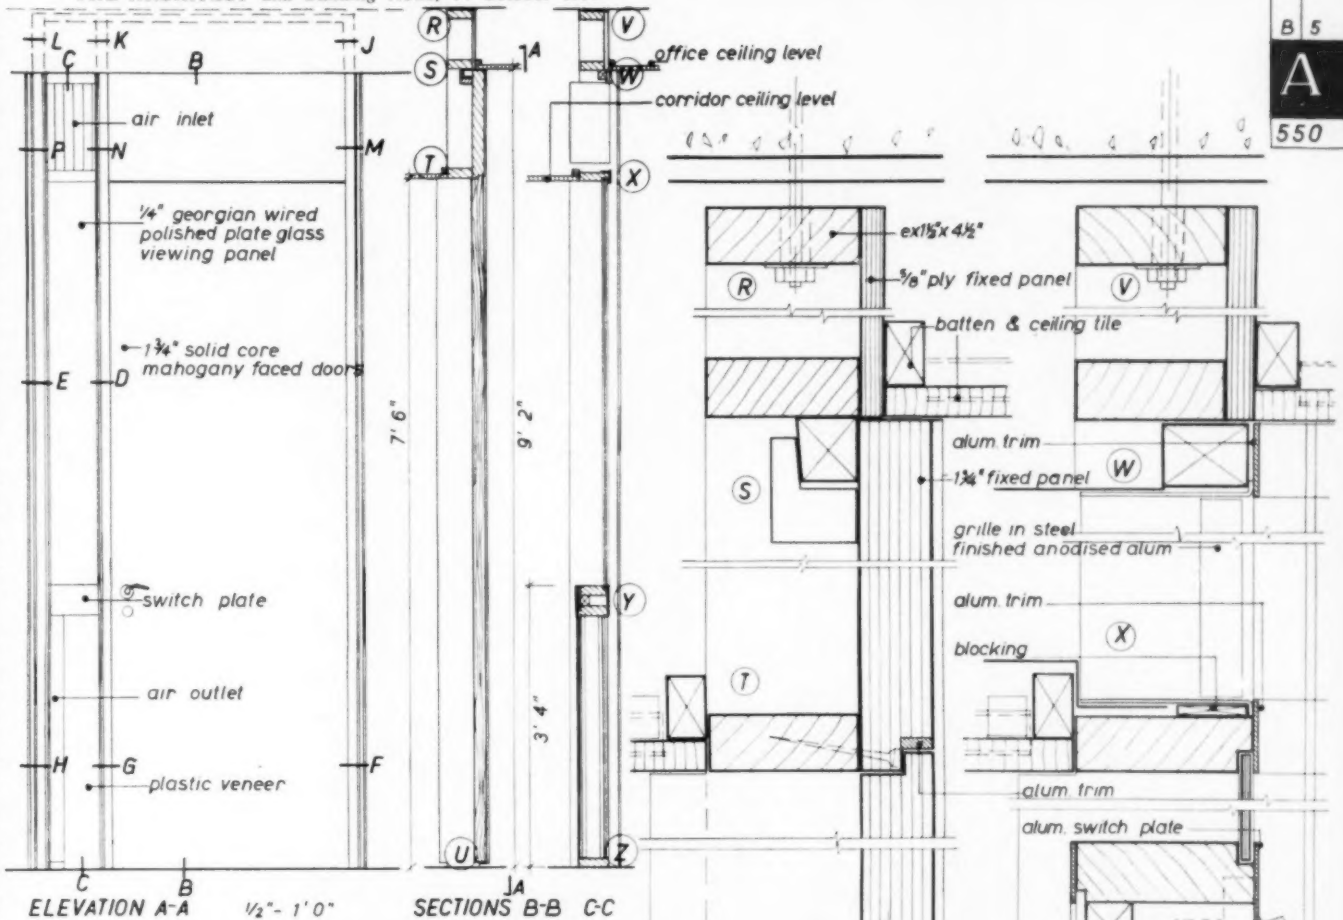 B 5
A
550
L
K
J
C
B
air inlet
P
N
M
1/4" georgian wired
polished plate glass
viewing panel
1 3/4" solid core
mahogany faced doors
E
D
switch plate
air outlet
H
G
F
plastic veneer
C
B
ELEVATION A-A 1/2"- 1' 0"
R
S
T
U
A
7' 6"
9' 2"
3' 4"
A
V
W
X
Y
Z
SECTIONS B-B C-C
office ceiling level
corridor ceiling level
ex1½"x 4½"
R
5/8" ply fixed panel
batten & ceiling tile
S
1¾" fixed panel
T
alum. trim
V
alum. trim
W
grille in steel
finished anodised alum
alum. trim
X
blocking
alum. switch plate